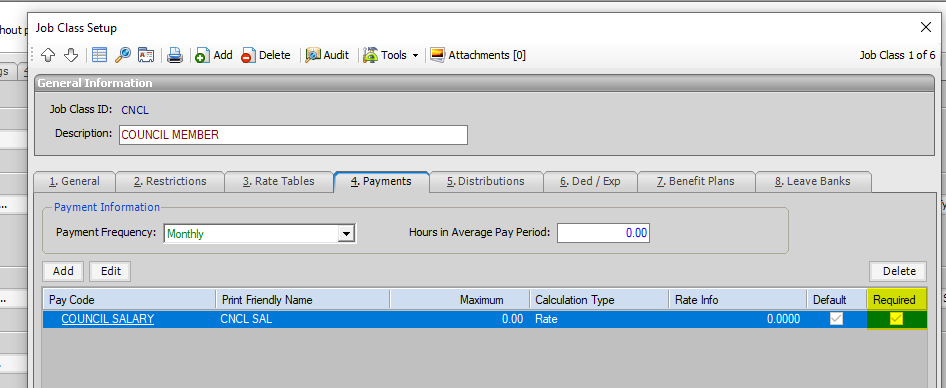 hout p
Job Class Setup
Add Delete Audit Tools Attachments [0] Job Class 1 of 6
gs
General Information
Job Class ID: CNCL
Description: COUNCIL MEMBER
1. General 2. Restrictions 3. Rate Tables 4. Payments 5. Distributions 6. Ded / Exp 7. Benefit Plans 8. Leave Banks
Payment Information
Payment Frequency: Monthly Hours in Average Pay Period: 0.00
Add Edit Delete
Pay Code Print Friendly Name Maximum Calculation Type Rate Info Default Required
COUNCIL SALARY CNCL SAL 0.00 Rate 0.0000